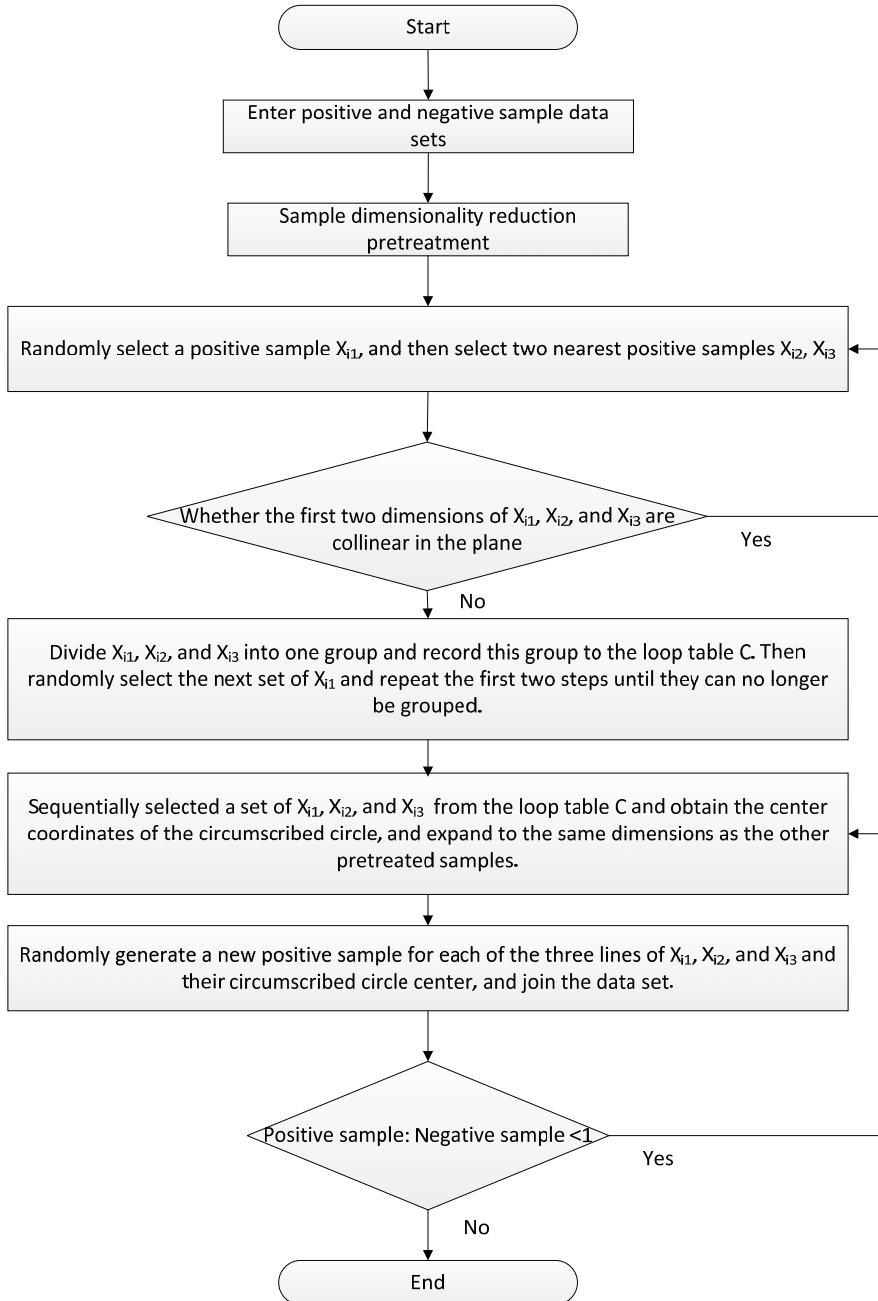 Start
Enter positive and negative sample data
sets
Sample dimensionality reduction
pretreatment
Randomly select a positive sample Xi1, and then select two nearest positive samples Xi2, Xi3
Whether the first two dimensions of Xi1, Xi2, and Xi3 are
collinear in the plane
Yes
No
Divide Xi1, Xi2, and Xi3 into one group and record this group to the loop table C. Then
randomly select the next set of Xi1 and repeat the first two steps until they can no longer
be grouped.
Sequentially selected a set of Xi1, Xi2, and Xi3 from the loop table C and obtain the center
coordinates of the circumscribed circle, and expand to the same dimensions as the other
pretreated samples.
Randomly generate a new positive sample for each of the three lines of Xi1, Xi2, and Xi3 and
their circumscribed circle center, and join the data set.
Positive sample: Negative sample <1
Yes
No
End